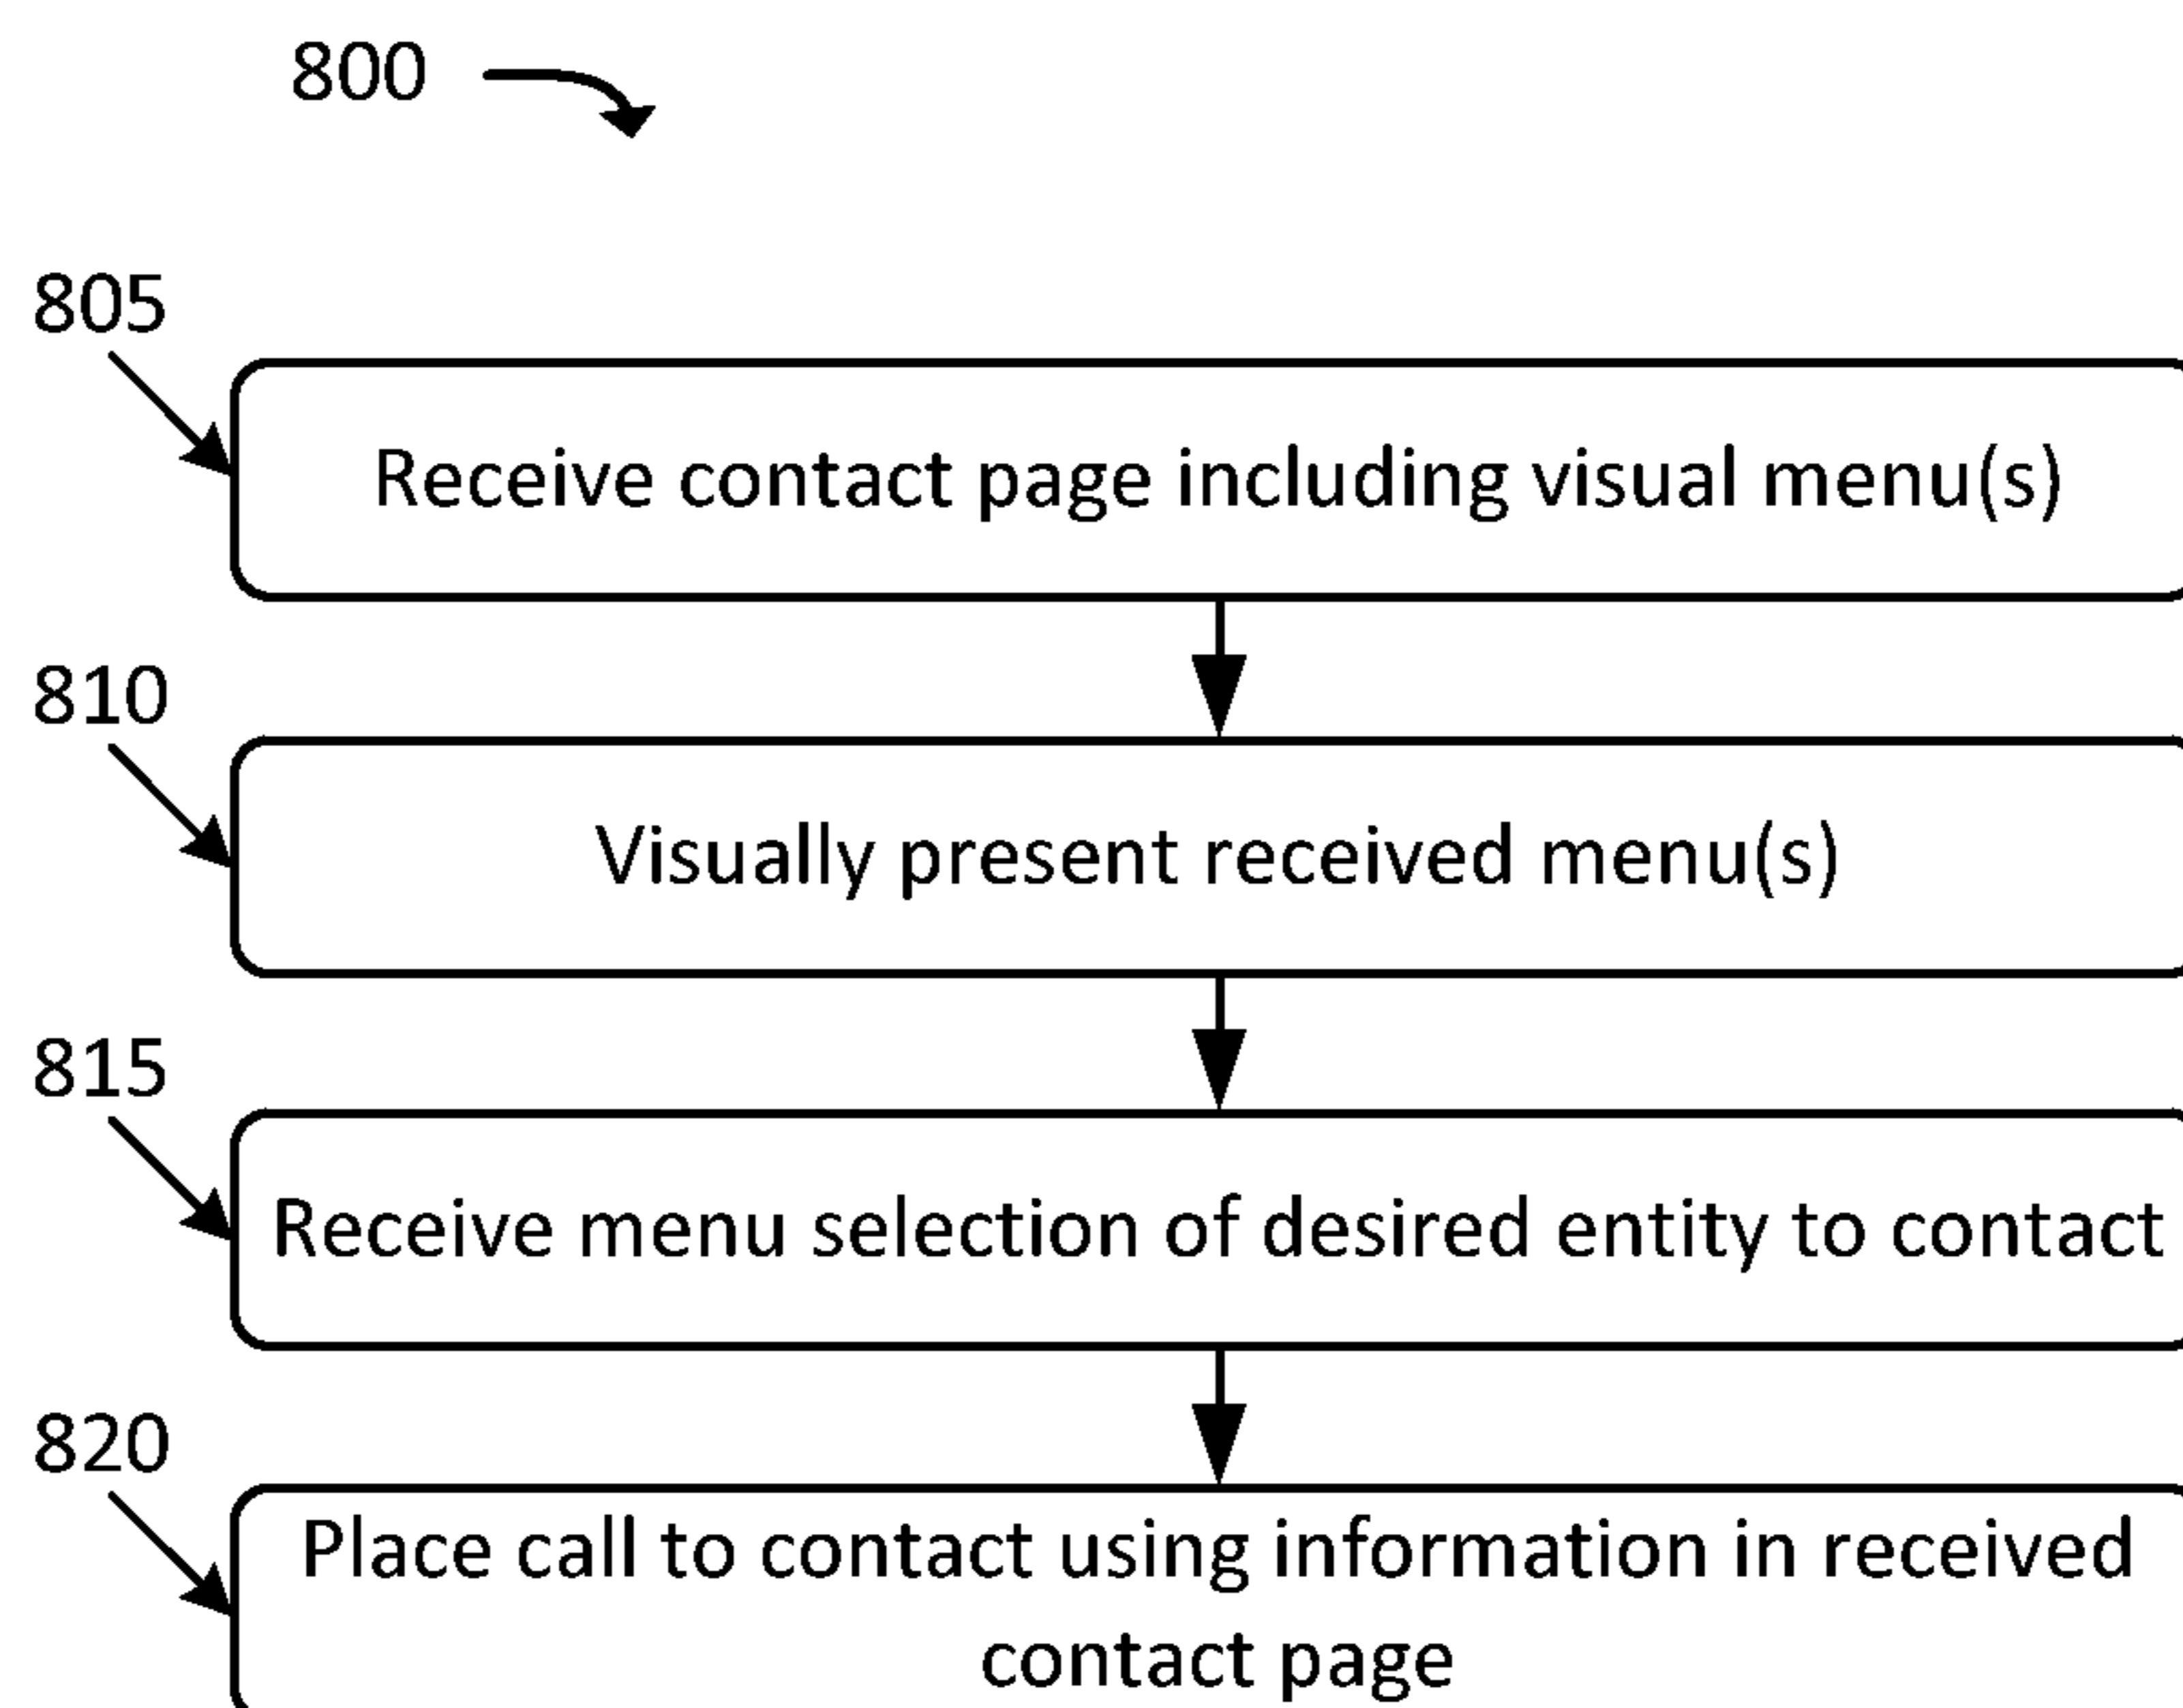 800
805
Receive contact page including visual menu(s)
810
Visually present received menu(s)
815
Receive menu selection of desired entity to contact
820
Place call to contact using information in received
contact page